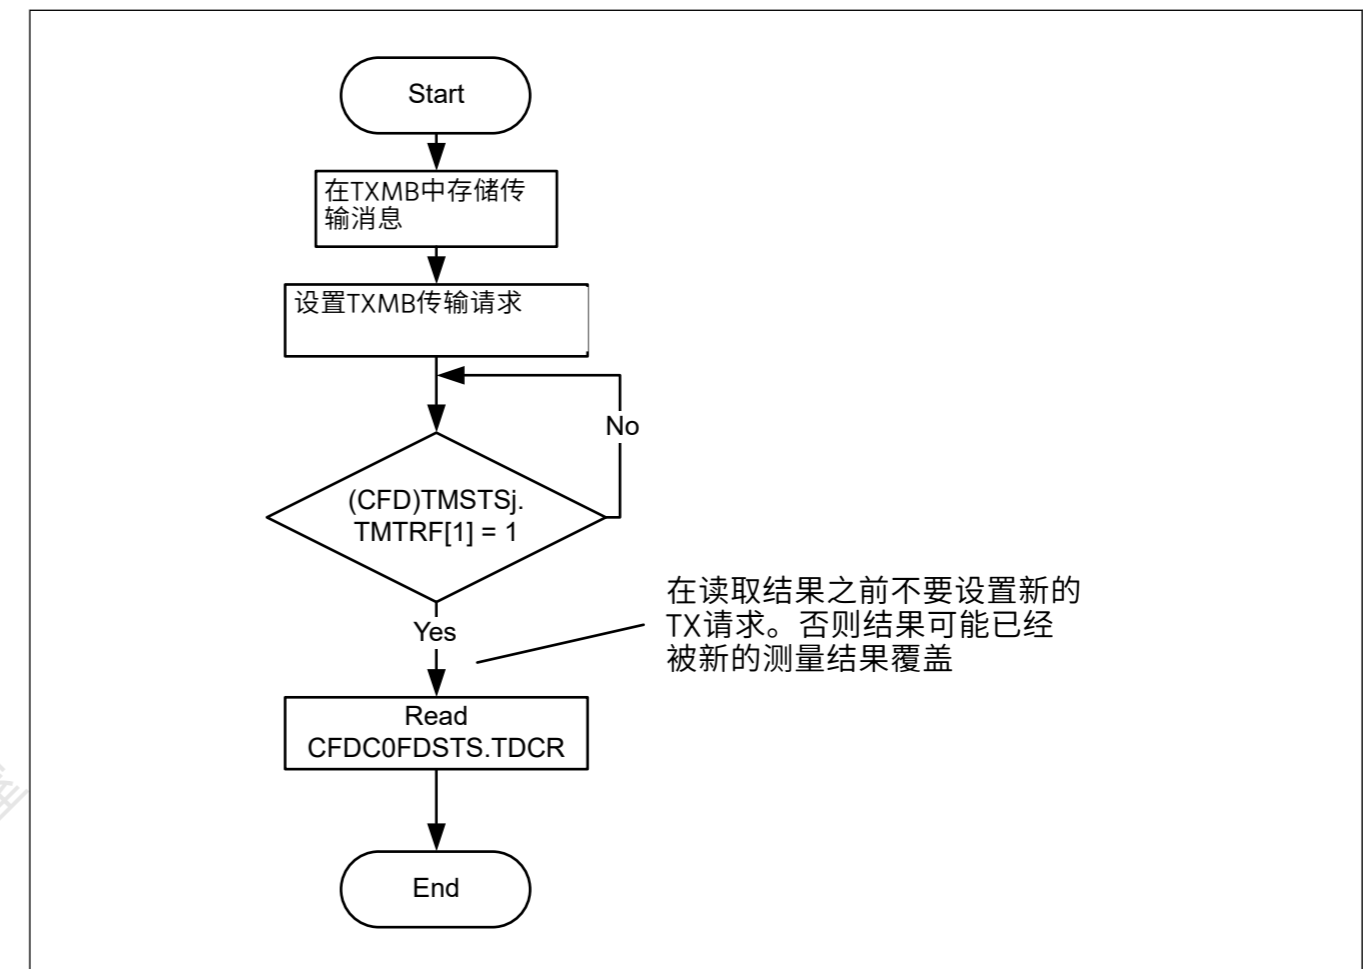 Start
在TXMB中存储传
输消息
设置TXMB传输请求
No
(CFD)TMSTSj.
TMTRF[1] = 1
在读取结果之前不要设置新的
TX请求。否则结果可能已经
被新的测量结果覆盖
Yes
Read
CFDC0FDSTS.TDCR
End